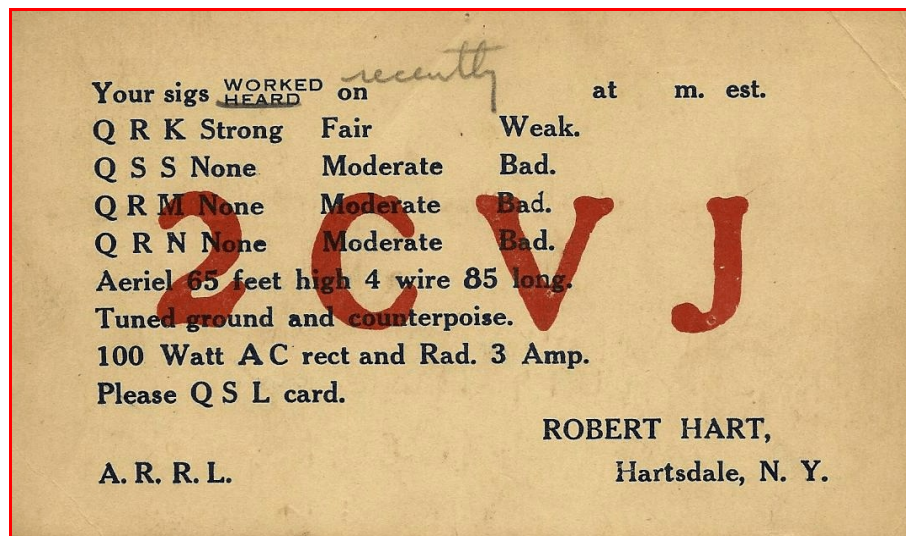 Your sigs WORKED HEARD on recently at m. est.
Q R K Strong Fair Weak.
Q S S None Moderate Bad.
Q R M None Moderate Bad.
Q R N None Moderate Bad.
2 C V J
Aeriel 65 feet high 4 wire 85 long.
Tuned ground and counterpoise.
100 Watt A C rect and Rad. 3 Amp.
Please Q S L card.
ROBERT HART,
A. R. R. L. Hartsdale, N. Y.